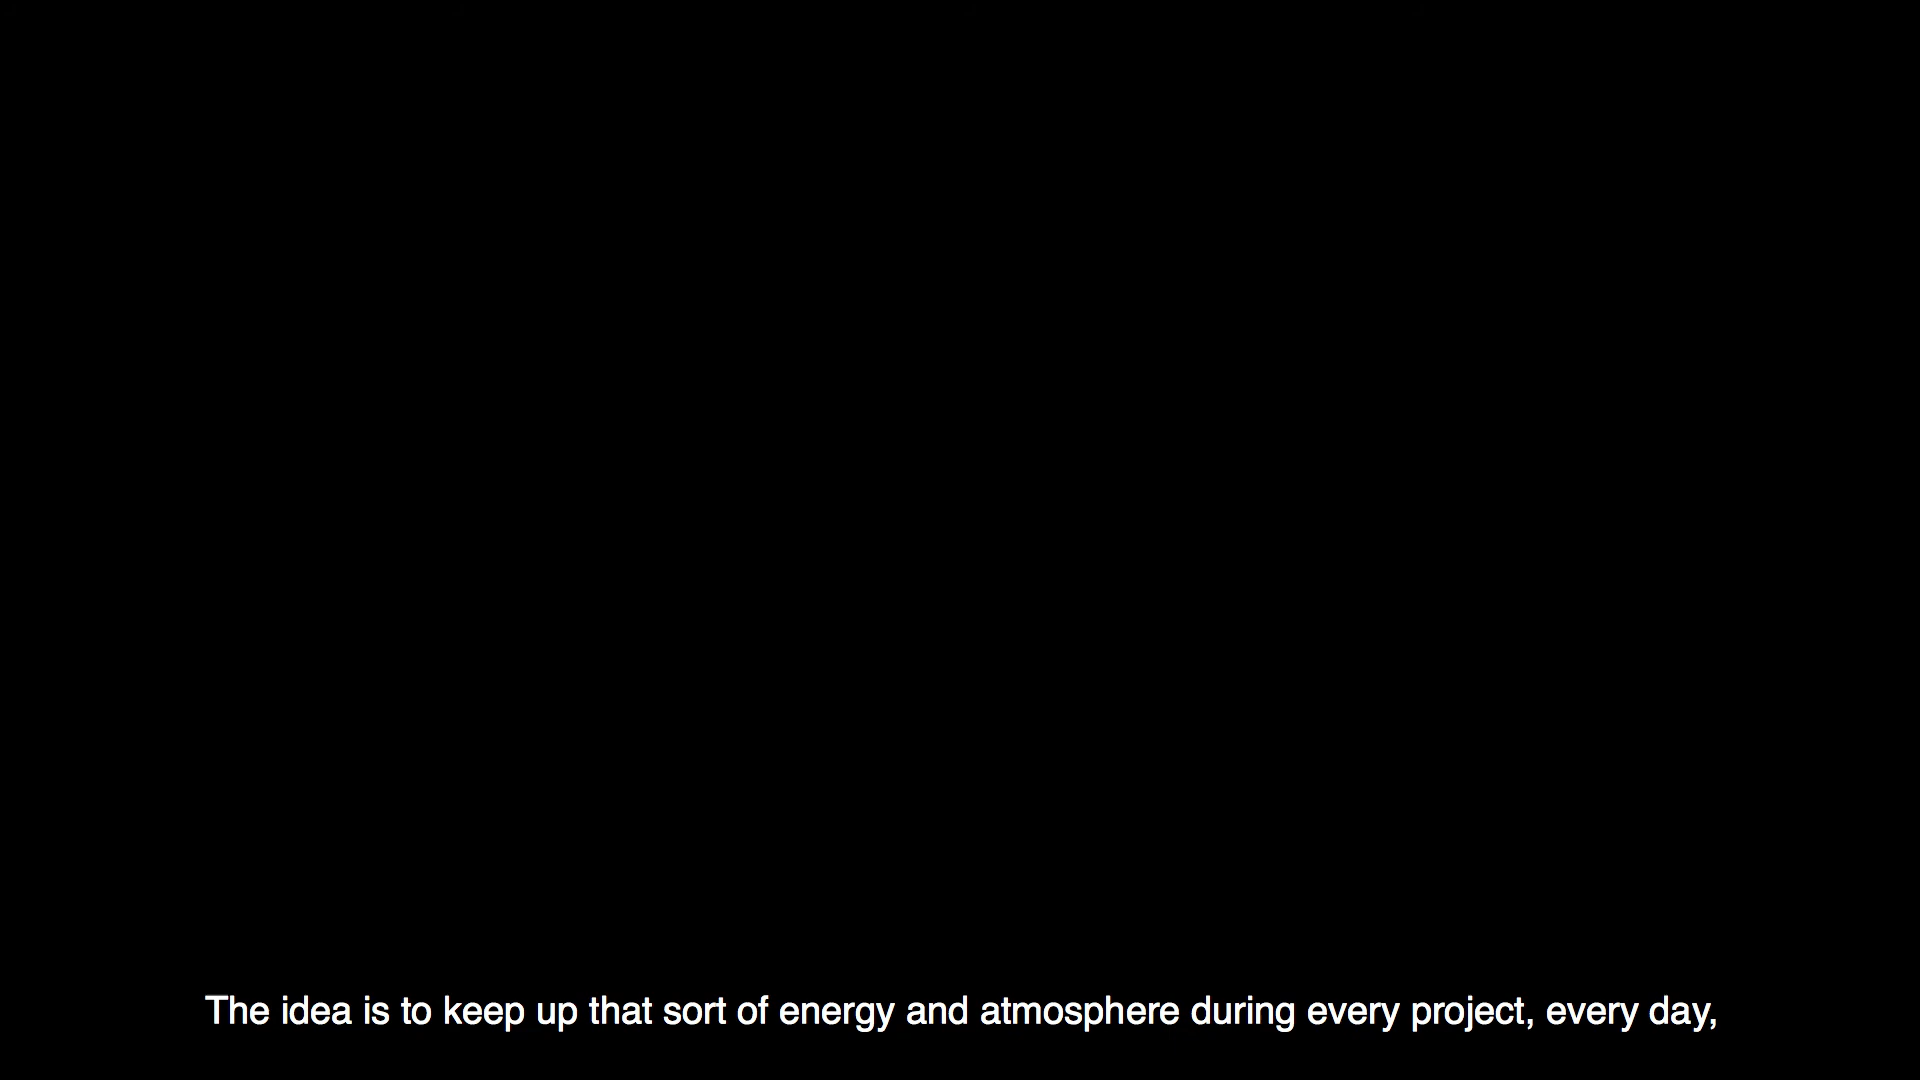 The idea is to keep up that sort of energy and atmosphere during every project, every day,